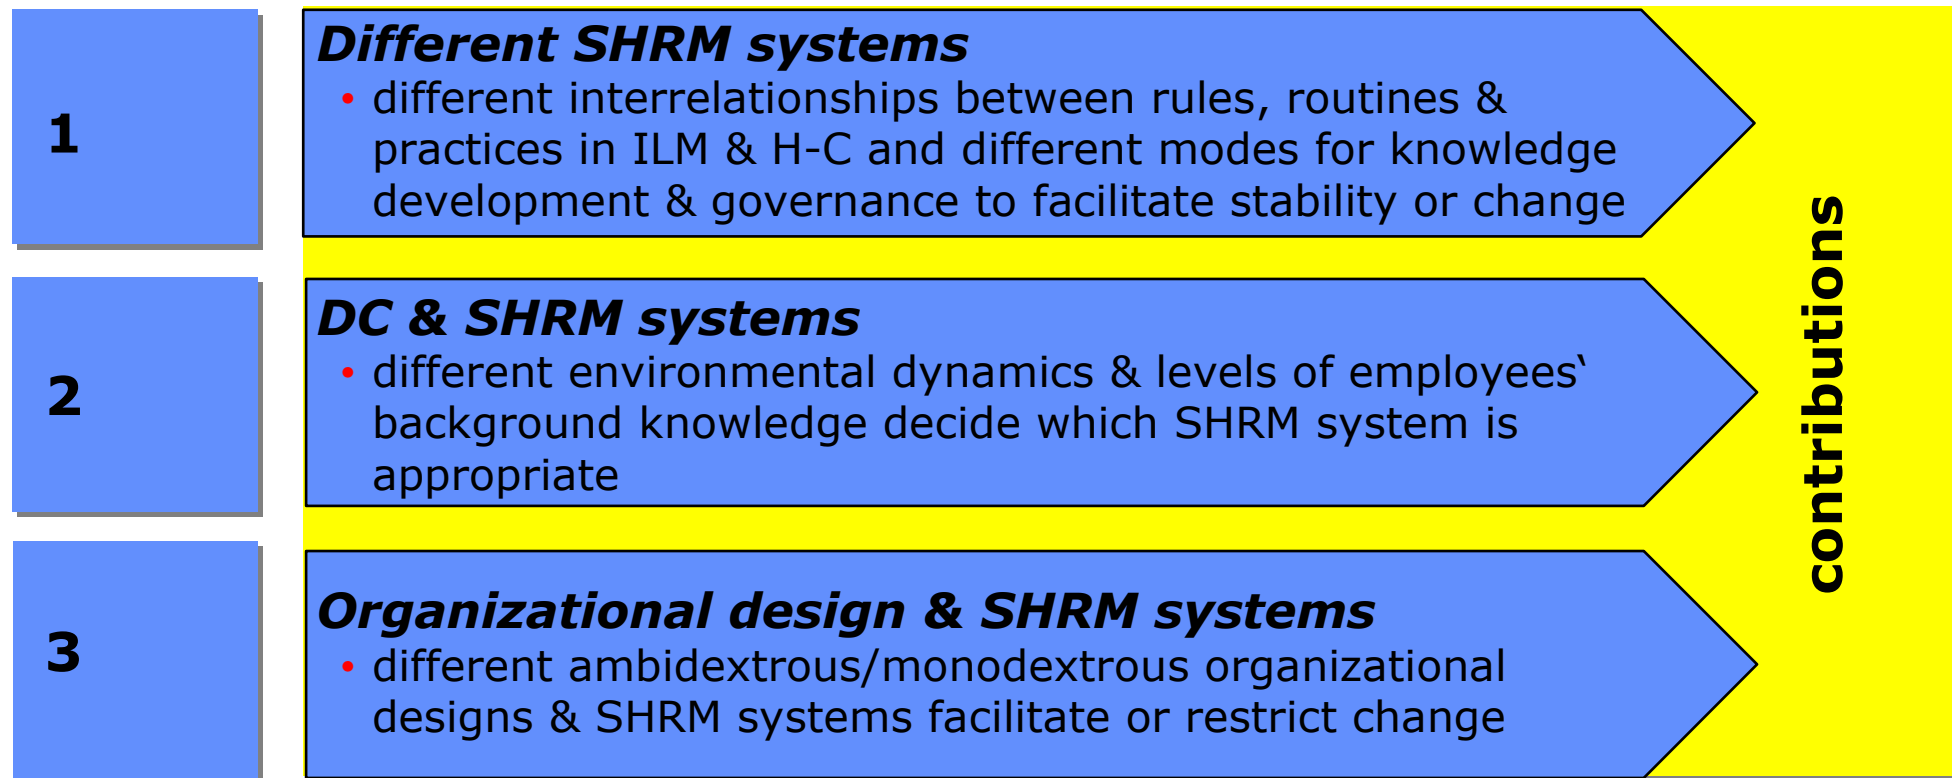 1
Different SHRM systems
• different interrelationships between rules, routines &
practices in ILM & H-C and different modes for knowledge
development & governance to facilitate stability or change
2
DC & SHRM systems
• different environmental dynamics & levels of employees‘
background knowledge decide which SHRM system is
appropriate
3
Organizational design & SHRM systems
• different ambidextrous/monodextrous organizational
designs & SHRM systems facilitate or restrict change
contributions